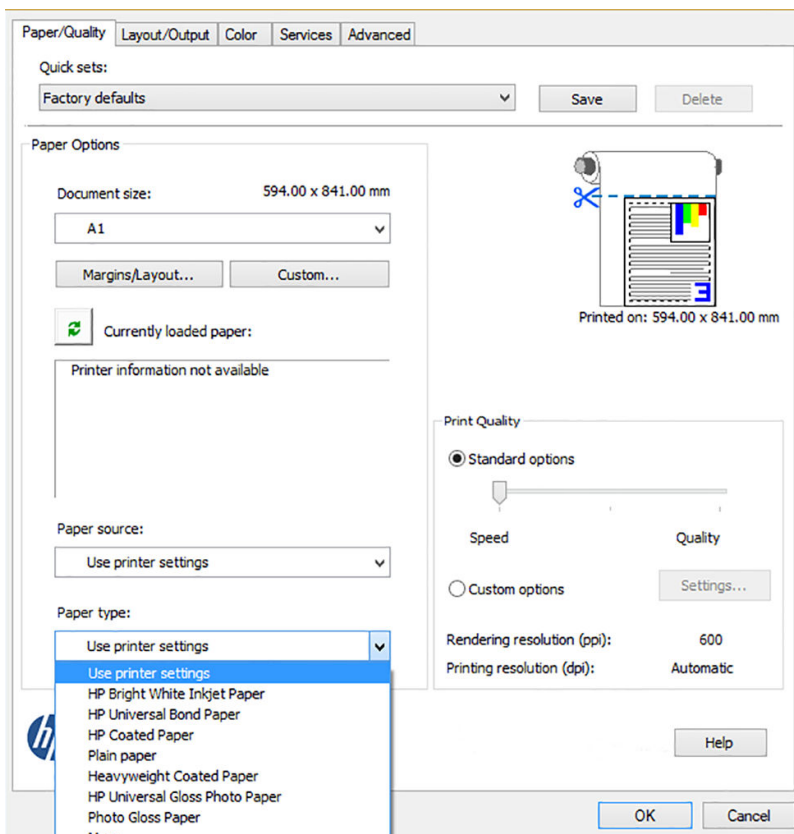 Paper/Quality Layout/Output Color Services Advanced
Quick sets:
Factory defaults
Save
Delete
Paper Options
Document size: 594.00 x 841.00 mm
A1
Margins/Layout... Custom...
Currently loaded paper:
Printer information not available
Paper source:
Use printer settings
Paper type:
Use printer settings
Use printer settings
HP Bright White Inkjet Paper
HP Universal Bond Paper
HP Coated Paper
Plain paper
Heavyweight Coated Paper
HP Universal Gloss Photo Paper
Photo Gloss Paper
Printed on: 594.00 x 841.00 mm
Print Quality
Standard options
Speed Quality
Custom options Settings...
Rendering resolution (ppi): 600
Printing resolution (dpi): Automatic
hp
Help
OK Cancel